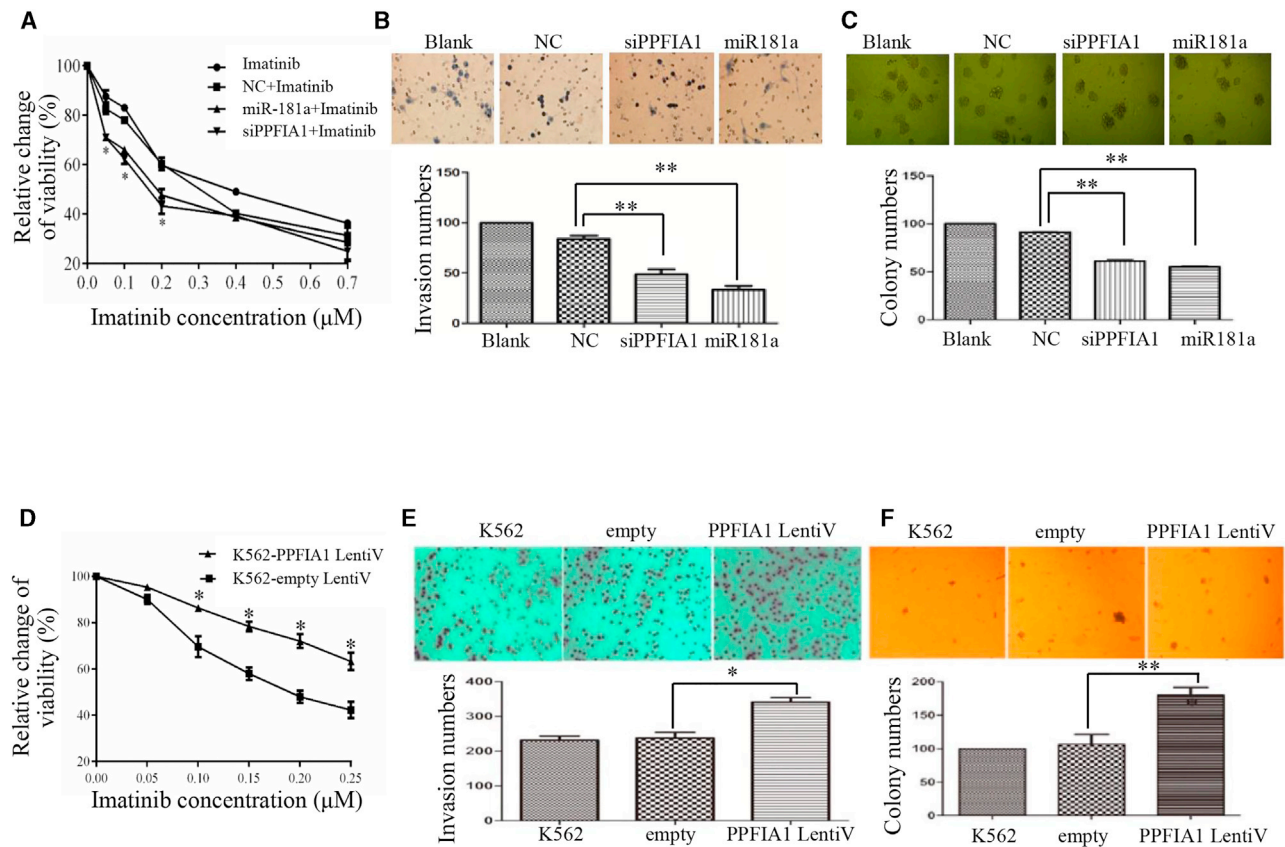 A
Relative change
of viability (%)
100
80
60
40
20
Imatinib
NC+Imatinib
miR-181a+Imatinib
siPPFIA1+Imatinib
*
*
*
0.0 0.1 0.2 0.3 0.4 0.5 0.6 0.7
Imatinib concentration (μM)
B
Blank NC siPPFIA1 miR181a
Invasion numbers
150
100
50
0
**
**
Blank NC siPPFIA1 miR181a
C
Blank NC siPPFIA1 miR181a
Colony numbers
150
100
50
0
**
**
Blank NC siPPFIA1 miR181a
D
Relative change of
viability (%)
100
80
60
40
20
K562-PPFIA1 LentiV
K562-empty LentiV
* * * *
0.00 0.05 0.10 0.15 0.20 0.25
Imatinib concentration (μM)
E
K562 empty PPFIA1 LentiV
Invasion numbers
400
300
200
100
0
*
K562 empty PPFIA1 LentiV
F
K562 empty PPFIA1 LentiV
Colony numbers
200
150
100
50
0
**
K562 empty PPFIA1 LentiV